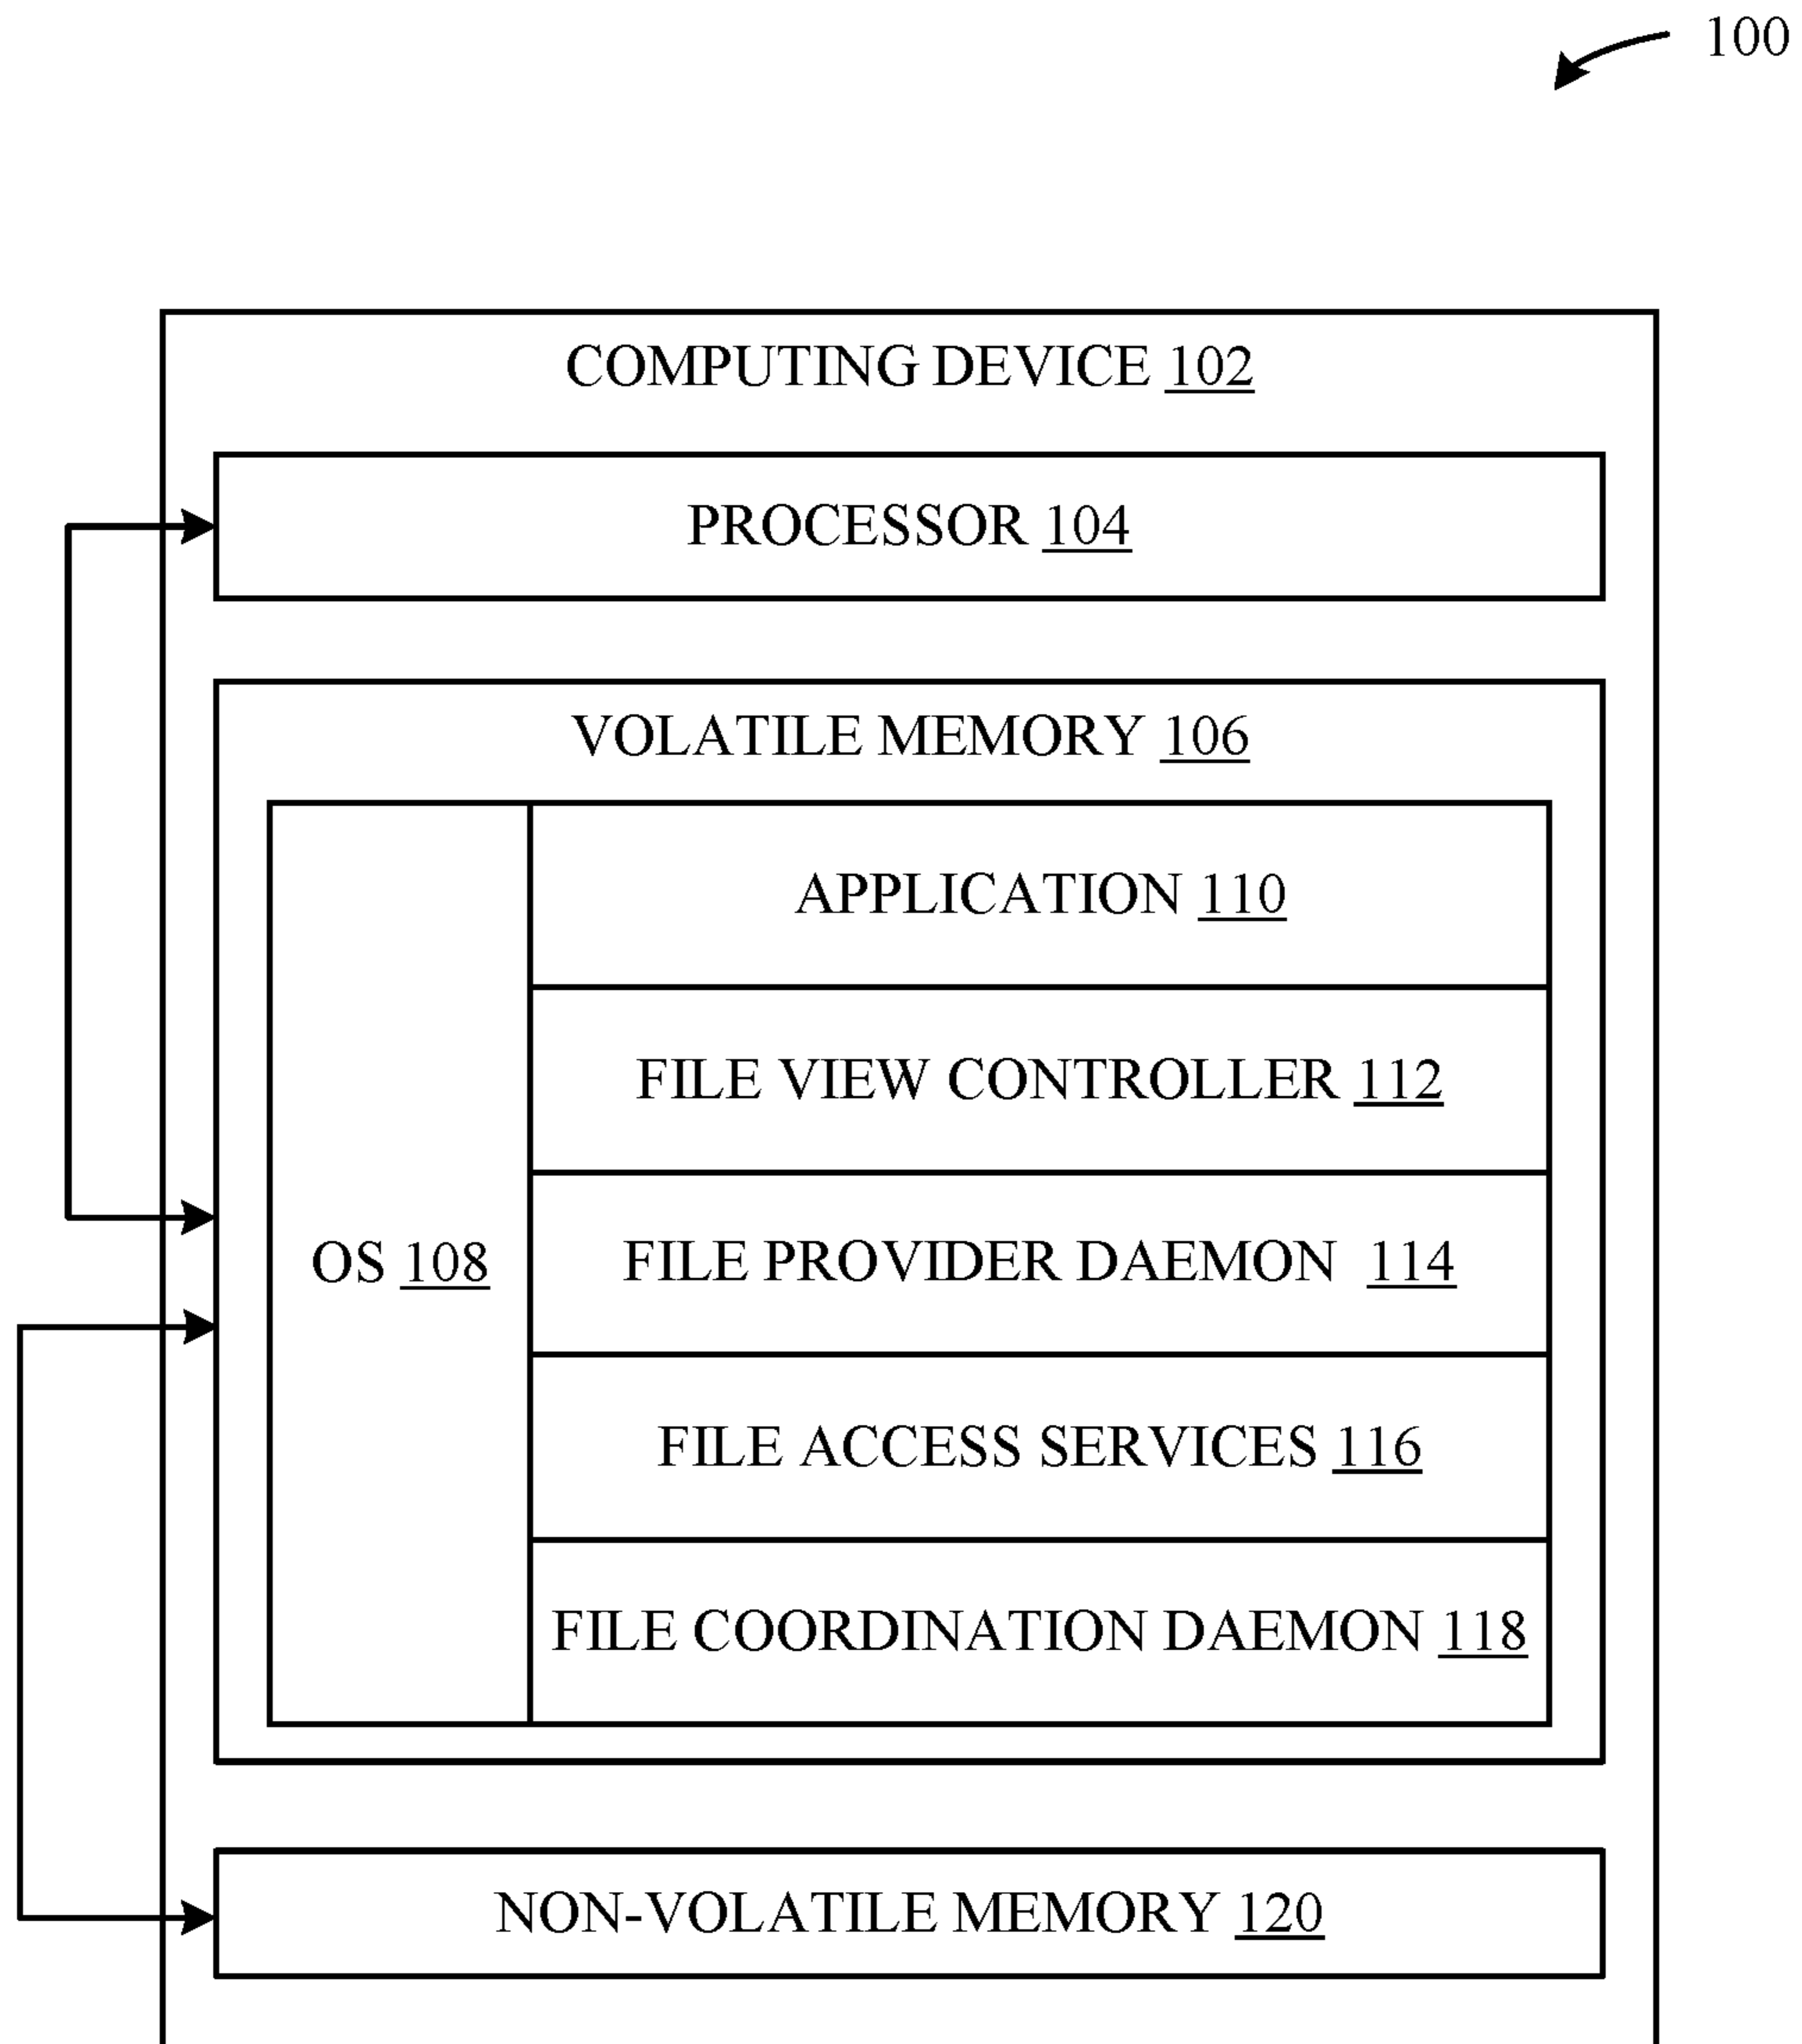 100
COMPUTING DEVICE 102
PROCESSOR 104
VOLATILE MEMORY 106
OS 108
APPLICATION 110
FILE VIEW CONTROLLER 112
FILE PROVIDER DAEMON 114
FILE ACCESS SERVICES 116
FILE COORDINATION DAEMON 118
NON-VOLATILE MEMORY 120